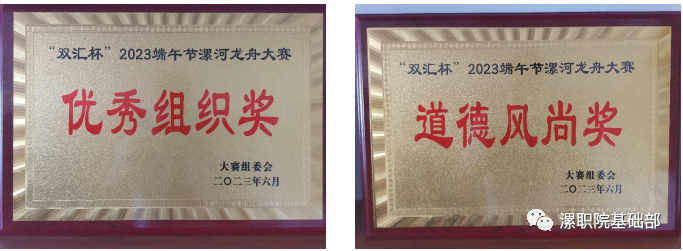 “双汇杯”2023端午节漯河龙舟大赛
优秀组织奖
大赛组委会
二〇二三年六月
“双汇杯”2023端午节漯河龙舟大赛
道德风尚奖
大赛组委会
二〇二三年六月
漯职院基础部